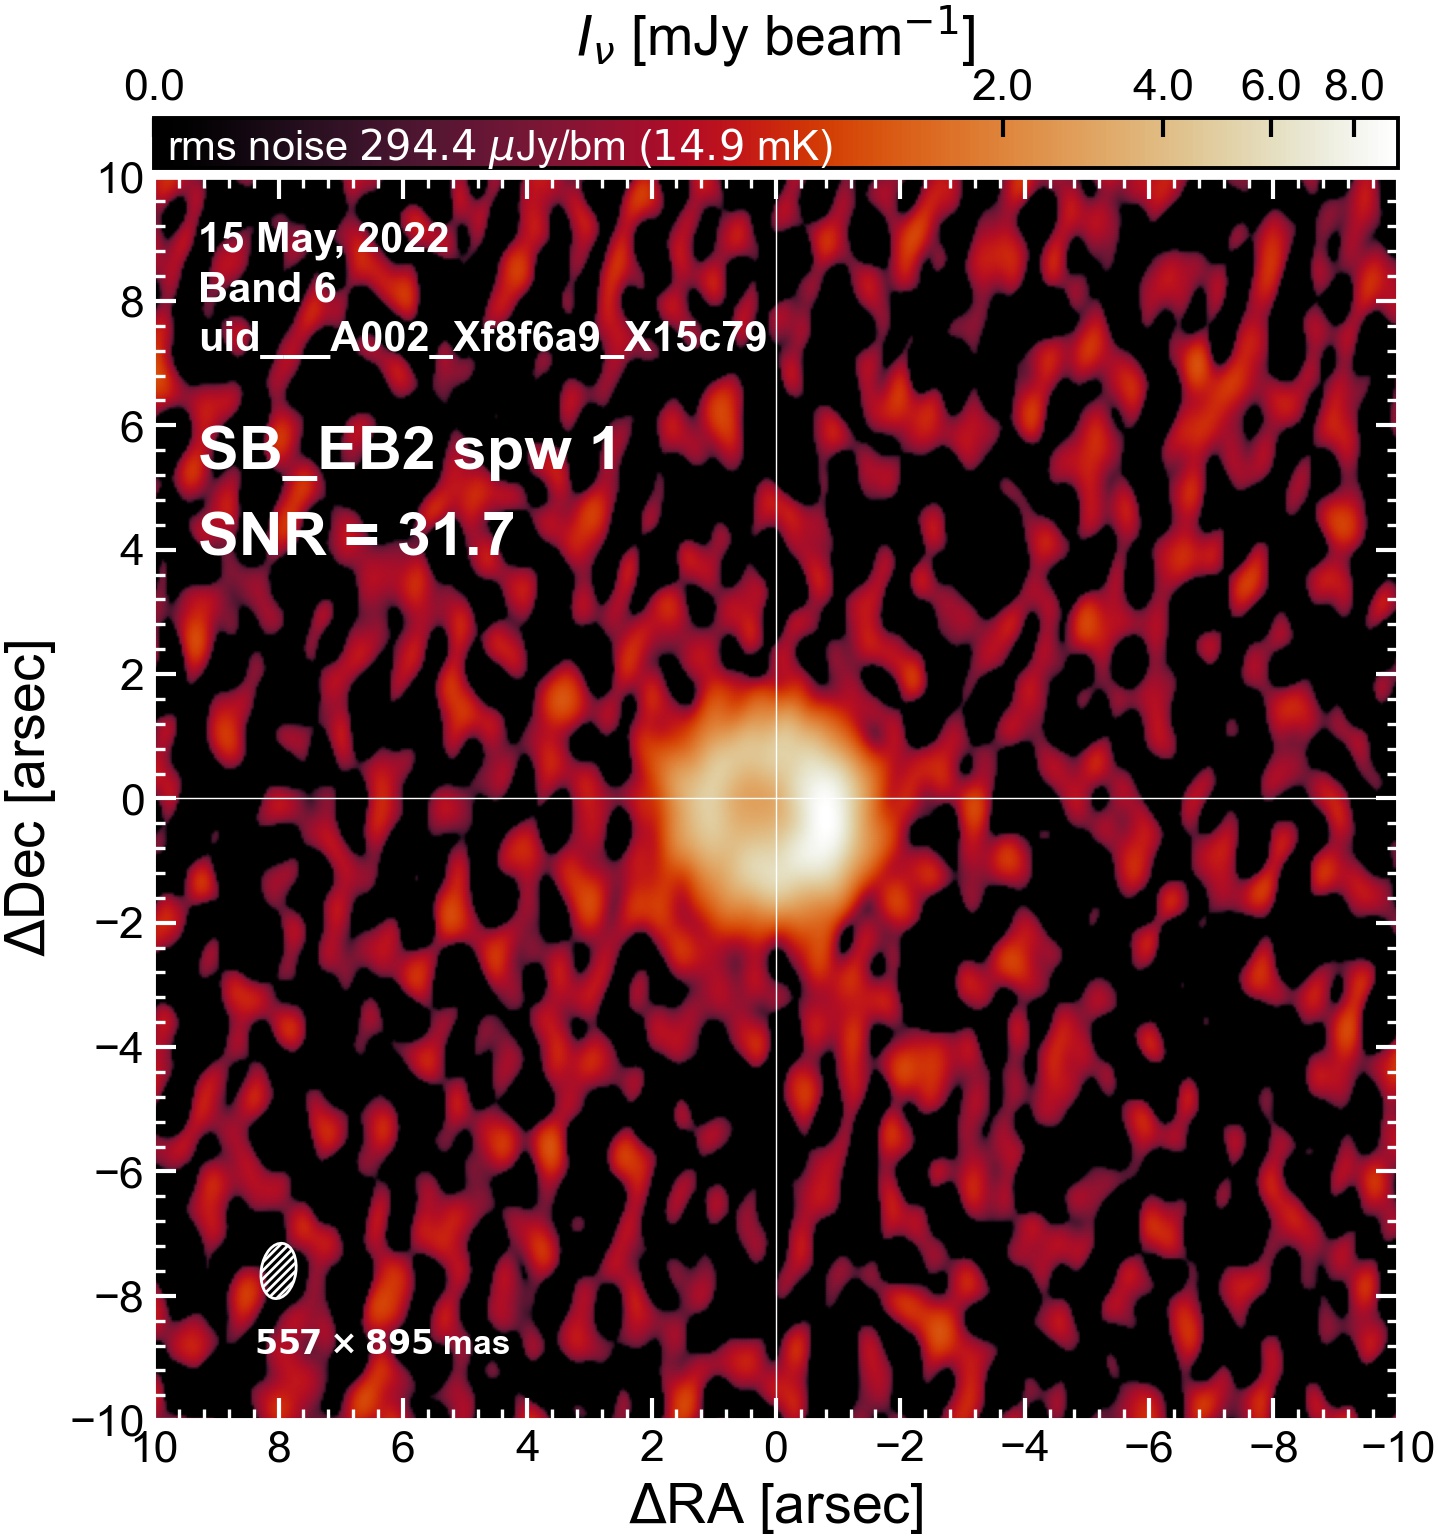 I_ν [mJy beam⁻¹]
0.0 2.0 4.0 6.0 8.0
rms noise 294.4 μJy/bm (14.9 mK)
10
15 May, 2022
8
Band 6
uid___A002_Xf8f6a9_X15c79
6
SB_EB2 spw 1
SNR = 31.7
4
2
0
ΔDec [arsec]
−2
−4
−6
−8
557 × 895 mas
−10
10 8 6 4 2 0 −2 −4 −6 −8 −10
ΔRA [arsec]